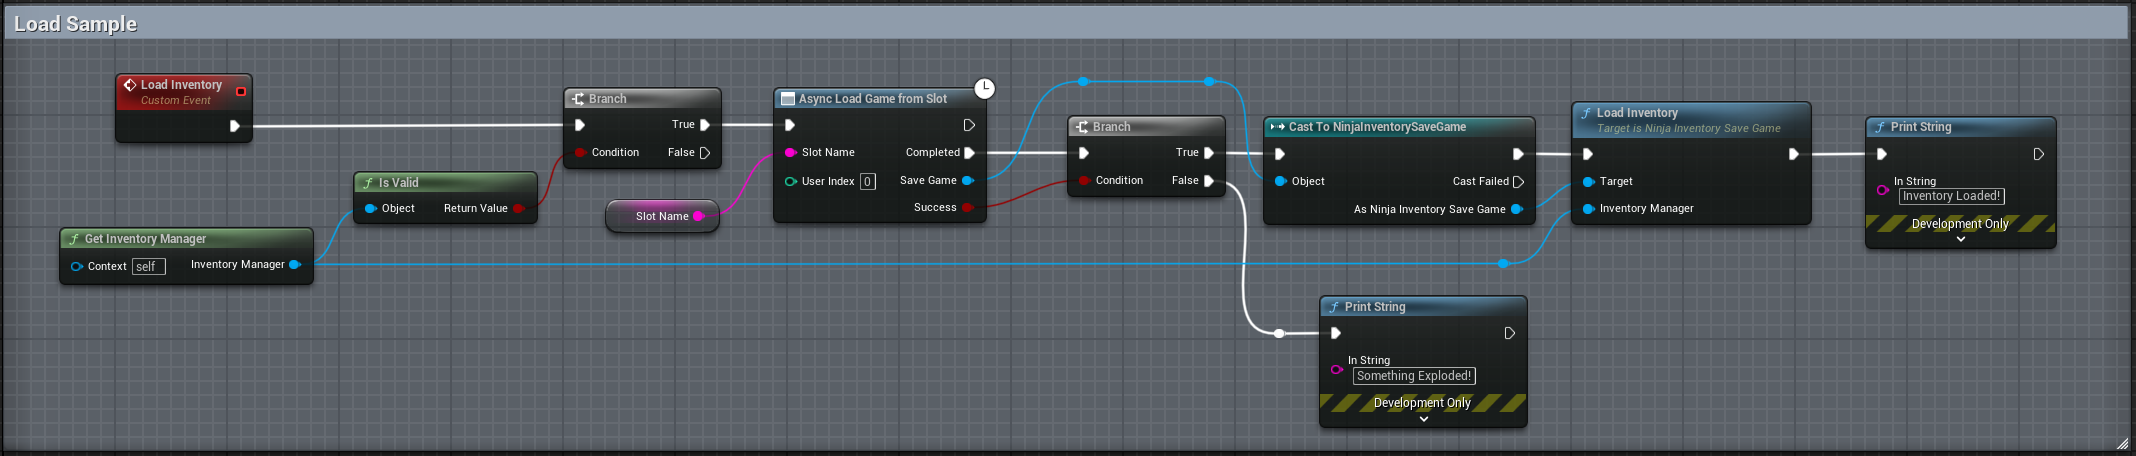 Load Sample
Load Inventory
Custom Event
Get Inventory Manager
Context self Inventory Manager
Is Valid
Object Return Value
Branch
True
Condition False
Slot Name
Async Load Game from Slot
Slot Name Completed
User Index 0 Save Game
Success
Branch
True
Condition False
Cast To NinjaInventorySaveGame
Object Cast Failed
As Ninja Inventory Save Game
Print String
In String
Something Exploded!
Development Only
Load Inventory
Target is Ninja Inventory Save Game
Target
Inventory Manager
Print String
In String
Inventory Loaded!
Development Only